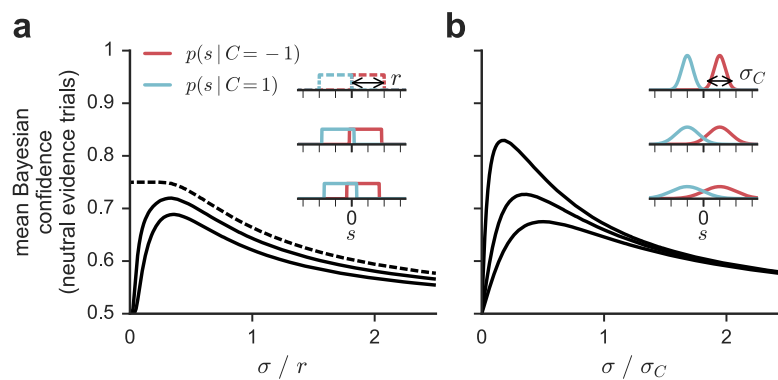 a
b
p(s | C = −1)
p(s | C = 1)
r
σ_C
mean Bayesian
confidence
(neutral evidence trials)
1
0.9
0.8
0.7
0.6
0.5
0
s
0
s
0 1 2
0 1 2
σ / r
σ / σ_C